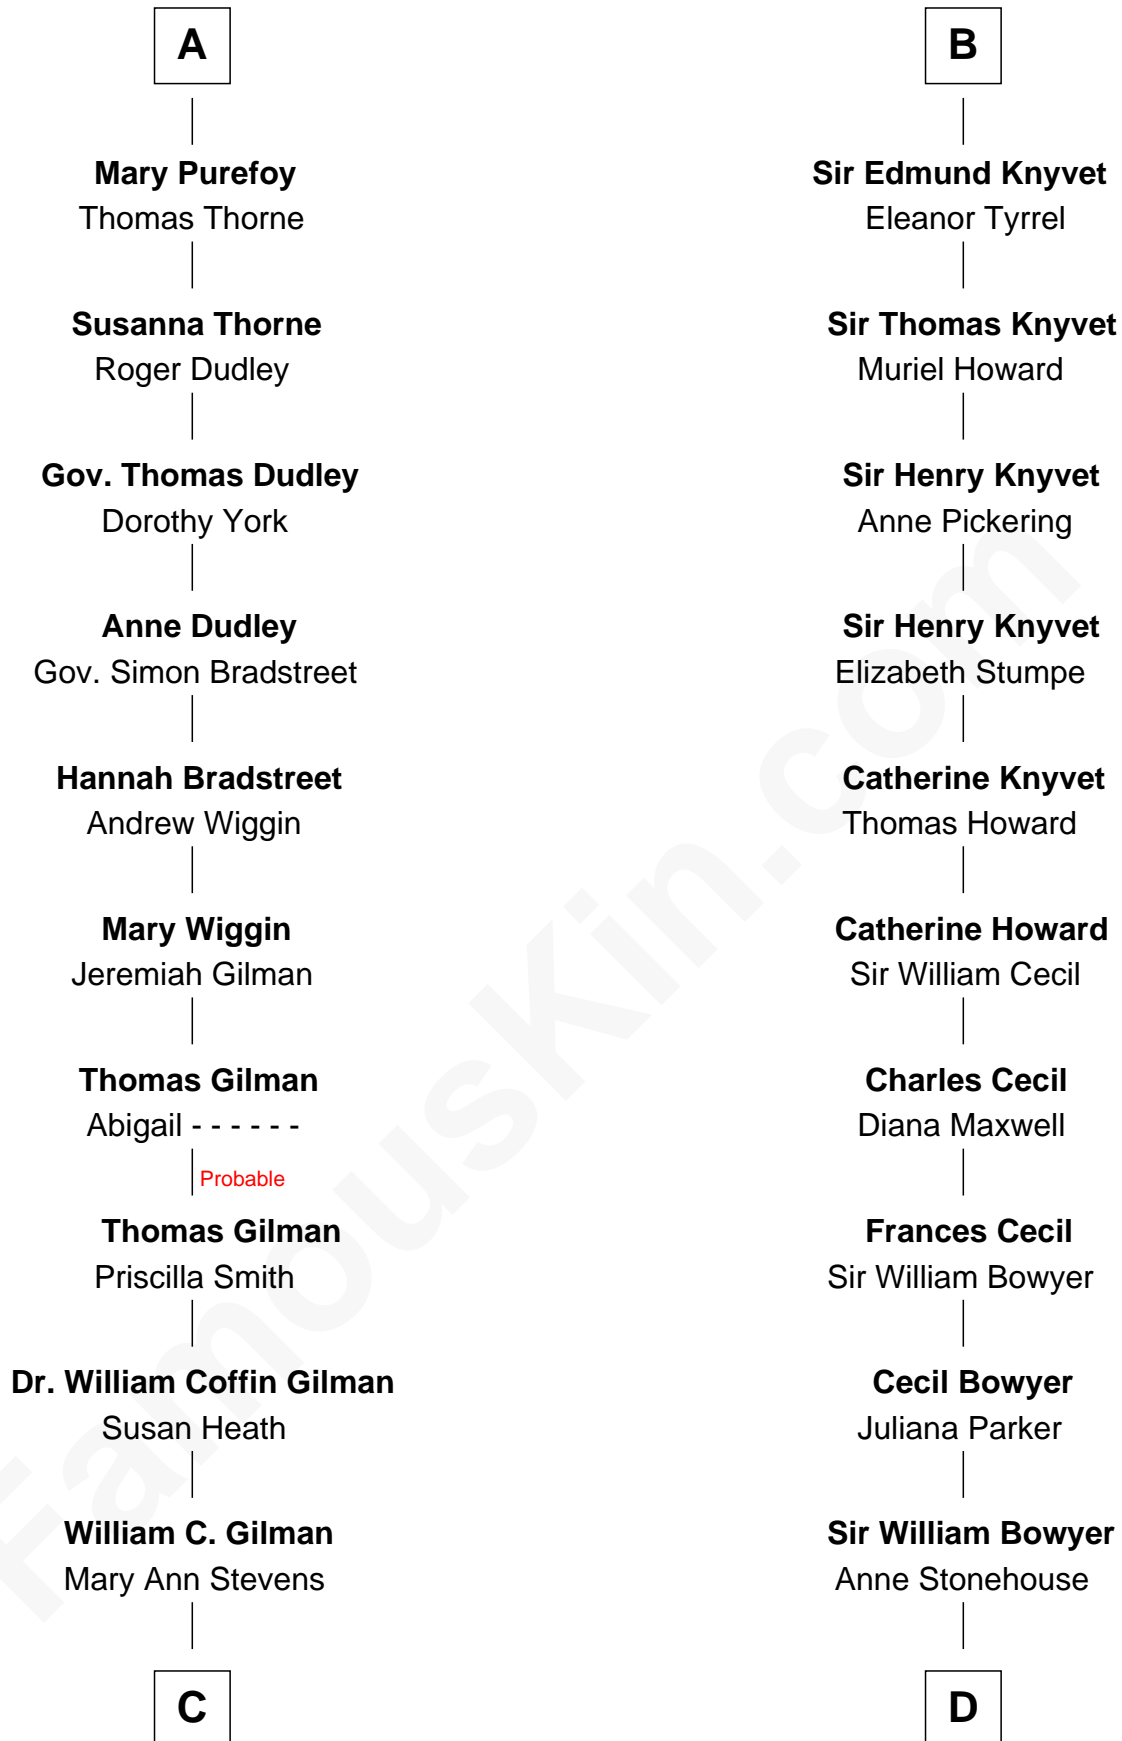 A
Mary Purefoy
Thomas Thorne
Susanna Thorne
Roger Dudley
Gov. Thomas Dudley
Dorothy York
Anne Dudley
Gov. Simon Bradstreet
Hannah Bradstreet
Andrew Wiggin
Mary Wiggin
Jeremiah Gilman
Thomas Gilman
Abigail - - - - - -
Probable
Thomas Gilman
Priscilla Smith
Dr. William Coffin Gilman
Susan Heath
William C. Gilman
Mary Ann Stevens
C
B
Sir Edmund Knyvet
Eleanor Tyrrel
Sir Thomas Knyvet
Muriel Howard
Sir Henry Knyvet
Anne Pickering
Sir Henry Knyvet
Elizabeth Stumpe
Catherine Knyvet
Thomas Howard
Catherine Howard
Sir William Cecil
Charles Cecil
Diana Maxwell
Frances Cecil
Sir William Bowyer
Cecil Bowyer
Juliana Parker
Sir William Bowyer
Anne Stonehouse
D
FamousKin.com